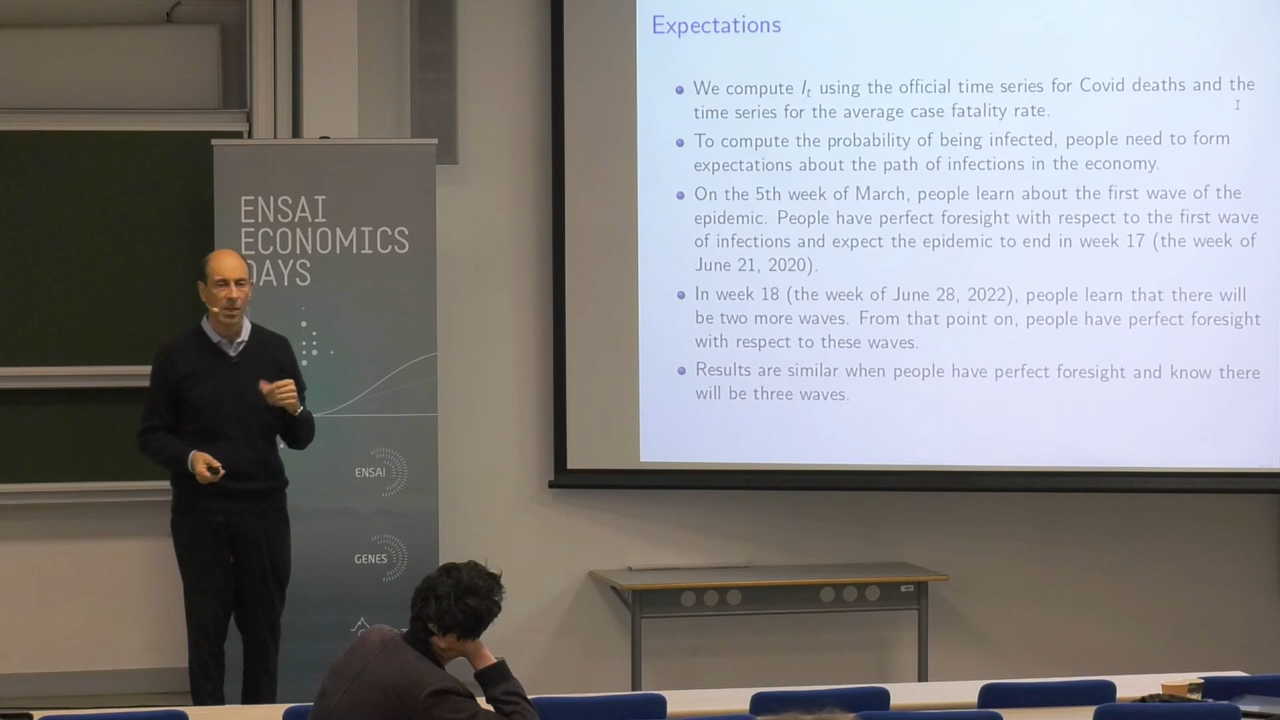 Expectations
We compute I_t using the official time series for Covid deaths and the
time series for the average case fatality rate.
To compute the probability of being infected, people need to form
expectations about the path of infections in the economy.
On the 5th week of March, people learn about the first wave of the
epidemic. People have perfect foresight with respect to the first wave
of infections and expect the epidemic to end in week 17 (the week of
June 21, 2020).
In week 18 (the week of June 28, 2022), people learn that there will
be two more waves. From that point on, people have perfect foresight
with respect to these waves.
Results are similar when people have perfect foresight and know there
will be three waves.
ENSAI
ECONOMICS
DAYS
ENSAI
GENES